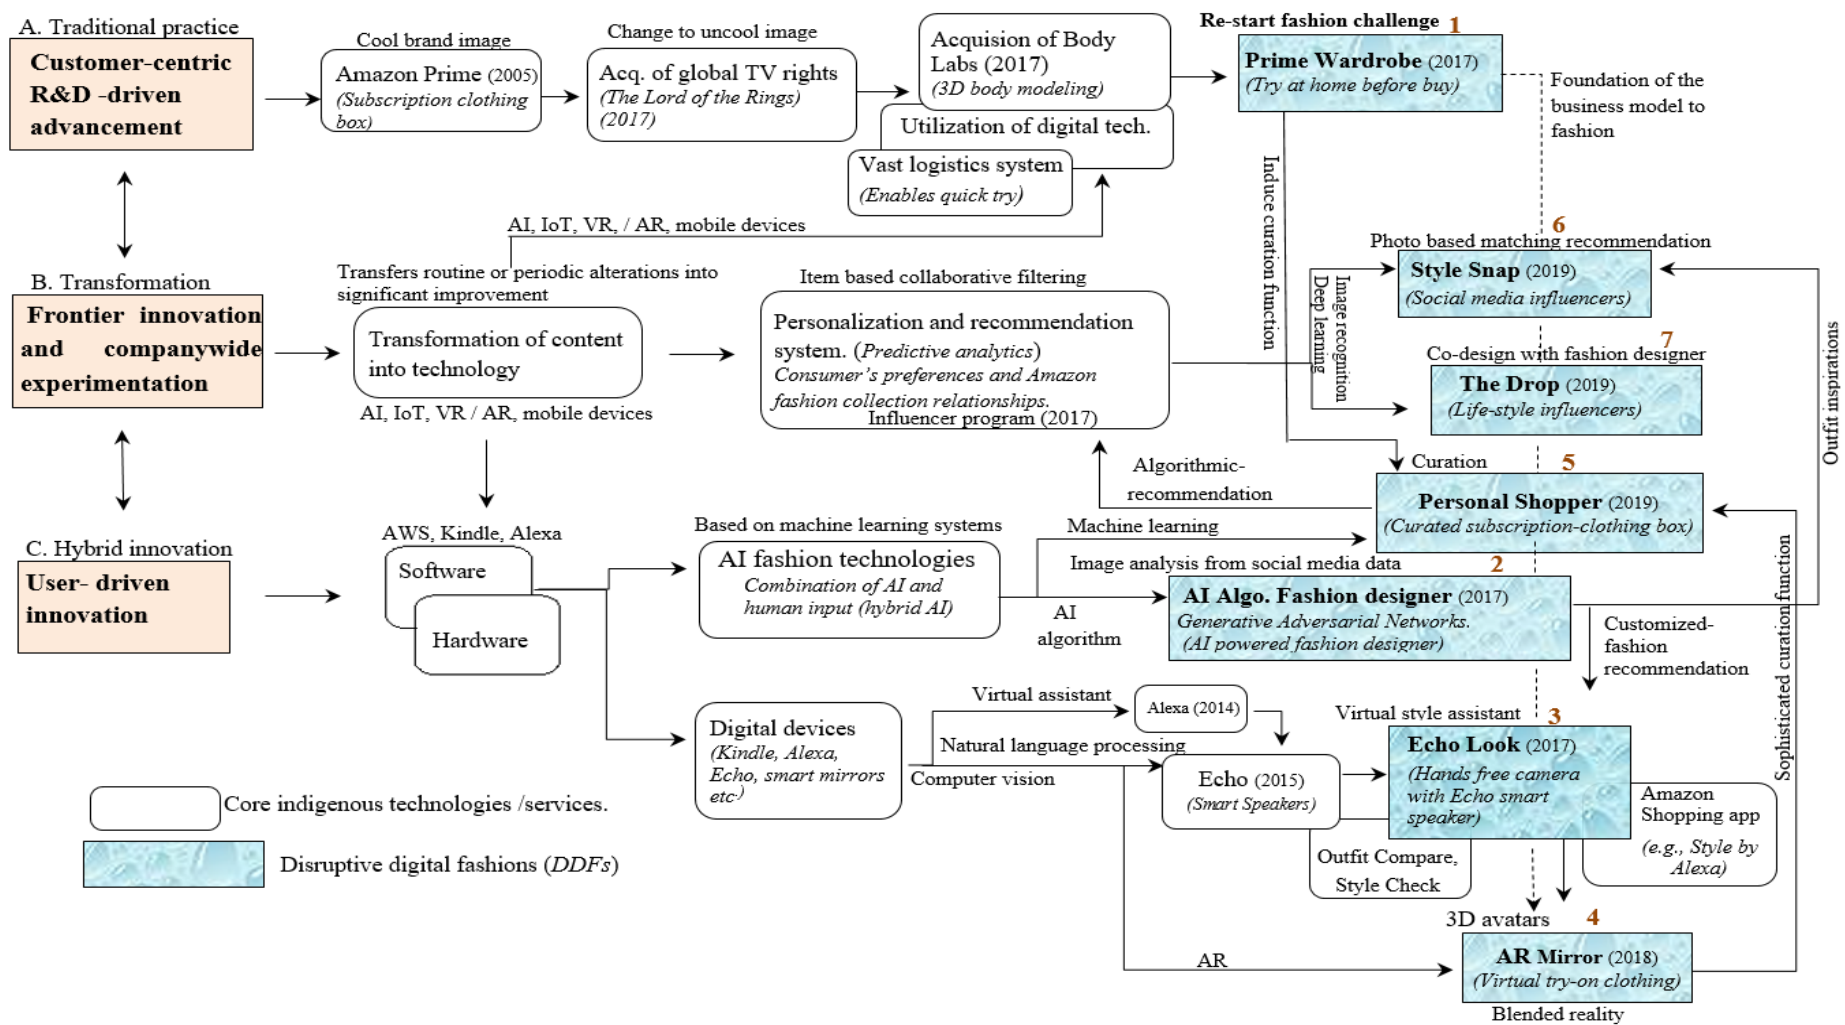 A. Traditional practice
Customer-centric
R&D -driven
advancement
Cool brand image
Amazon Prime (2005)
(Subscription clothing
box)
Change to uncool image
Acq. of global TV rights
(The Lord of the Rings)
(2017)
Acquision of Body
Labs (2017)
(3D body modeling)
Utilization of digital tech.
Vast logistics system
(Enables quick try)
Re-start fashion challenge
1
Prime Wardrobe (2017)
(Try at home before buy)
Foundation of the
business model to
fashion
Induce curation function
AI, IoT, VR, / AR, mobile devices
B. Transformation
Frontier innovation
and companywide
experimentation
Transfers routine or periodic alterations into
significant improvement
Transformation of content
into technology
AI, IoT, VR / AR, mobile devices
Item based collaborative filtering
Personalization and recommendation
system. (Predictive analytics)
Consumer's preferences and Amazon
fashion collection relationships.
Influencer program (2017)
Image recognition
Deep learning
6
Photo based matching recommendation
Style Snap (2019)
(Social media influencers)
7
Co-design with fashion designer
The Drop (2019)
(Life-style influencers)
Outfit inspirations
Algorithmic-
recommendation
Curation
5
Personal Shopper (2019)
(Curated subscription-clothing box)
C. Hybrid innovation
User- driven
innovation
AWS, Kindle, Alexa
Software
Hardware
Based on machine learning systems
AI fashion technologies
Combination of AI and
human input (hybrid AI)
Machine learning
Image analysis from social media data
2
AI
algorithm
AI Algo. Fashion designer (2017)
Generative Adversarial Networks.
(AI powered fashion designer)
Customized-
fashion
recommendation
Sophisticated curation function
Digital devices
(Kindle, Alexa,
Echo, smart mirrors
etc.)
Virtual assistant
Alexa (2014)
Natural language processing
Computer vision
Echo (2015)
(Smart Speakers)
Virtual style assistant
3
Echo Look (2017)
(Hands free camera
with Echo smart
speaker)
Amazon
Shopping app
(e.g., Style by
Alexa)
Outfit Compare,
Style Check
3D avatars
4
AR
AR Mirror (2018)
(Virtual try-on clothing)
Blended reality
Core indigenous technologies /services.
Disruptive digital fashions (DDFs)